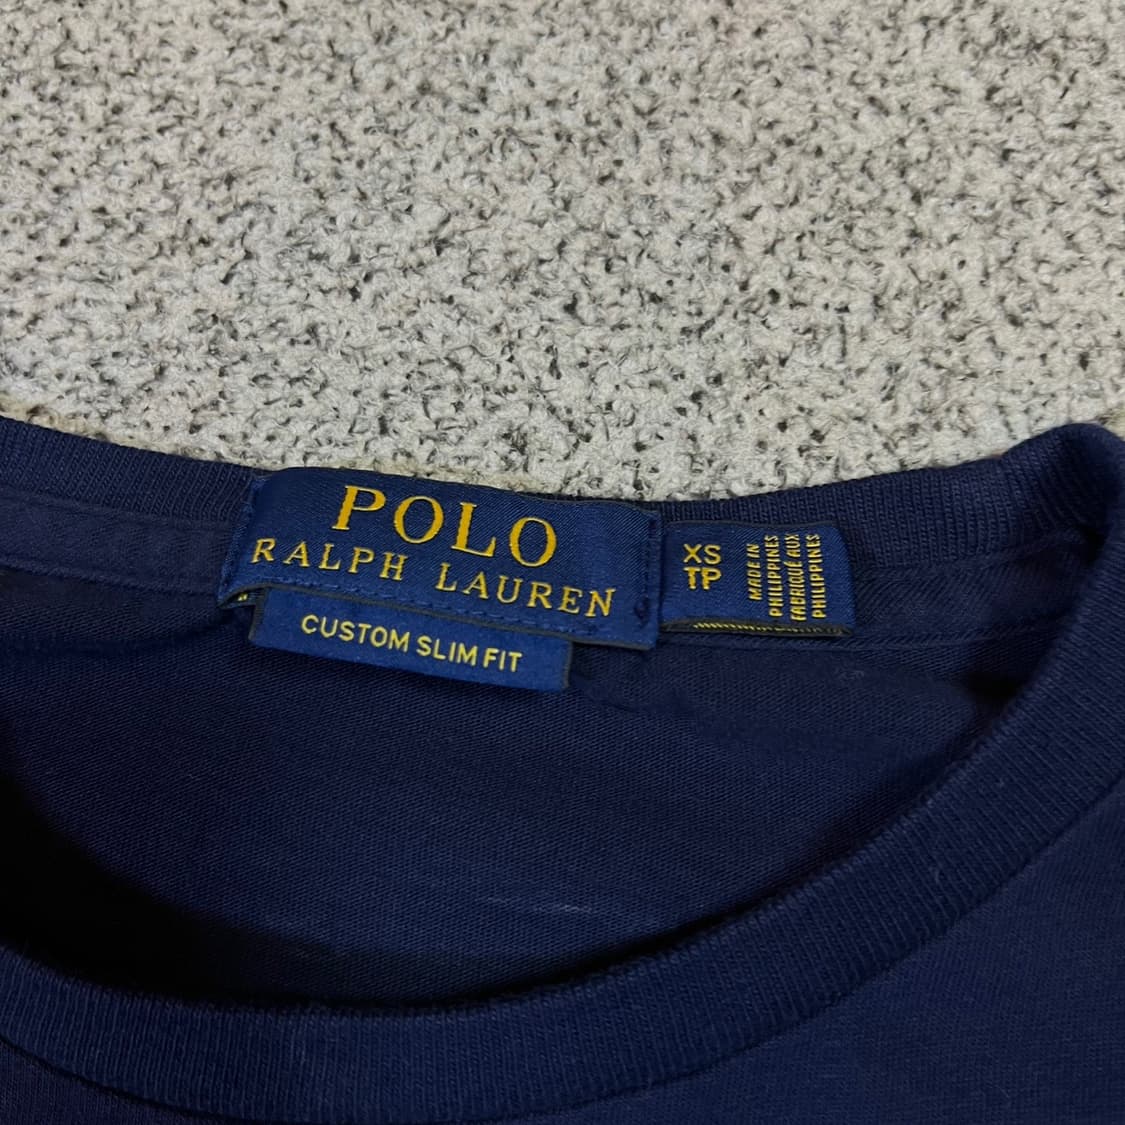 POLO
RALPH LAUREN
CUSTOM SLIM FIT
XS
TP
MADE IN
PHILIPPINES
FABRIQUÉ AUX
PHILIPPINES